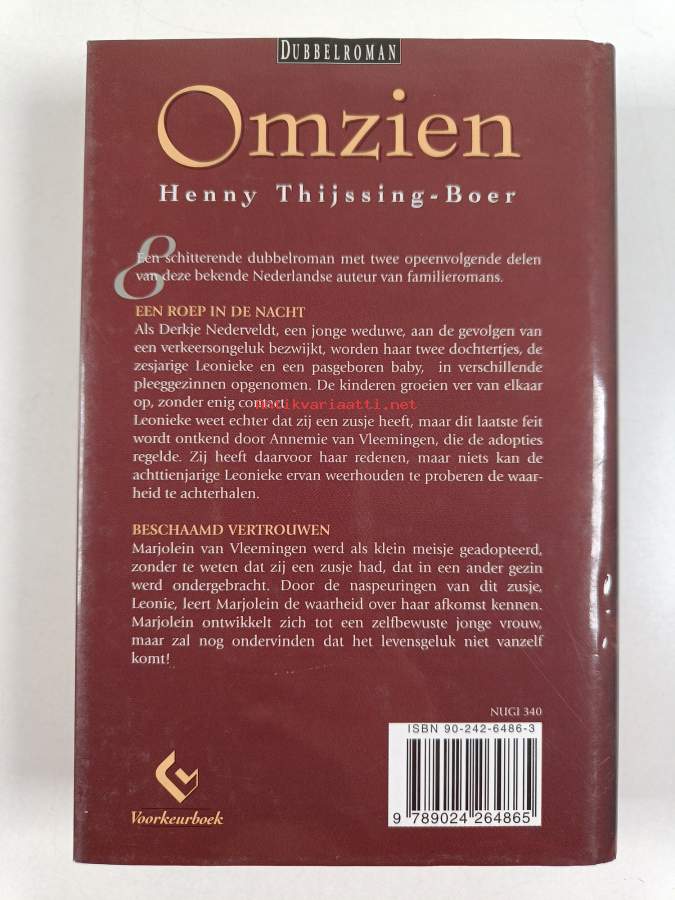 DUBBELROMAN
Omzien
Henny Thijssing-Boer
Een schitterende dubbelroman met twee opeenvolgende delen
van deze bekende Nederlandse auteur van familieromans.
EEN ROEP IN DE NACHT
Als Derkje Nederveldt, een jonge weduwe, aan de gevolgen van
een verkeersongeluk bezwijkt, worden haar twee dochtertjes, de
zesjarige Leonieke en een pasgeboren baby, in verschillende
pleeggezinnen opgenomen. De kinderen groeien ver van elkaar
op, zonder enig contact.
Antikvariaatti.net
Leonieke weet echter dat zij een zusje heeft, maar dit laatste feit
wordt ontkend door Annemie van Vleemingen, die de adopties
regelde. Zij heeft daarvoor haar redenen, maar niets kan de
achttienjarige Leonieke ervan weerhouden te proberen de waar-
heid te achterhalen.
BESCHAAMD VERTROUWEN
Marjolein van Vleemingen werd als klein meisje geadopteerd,
zonder te weten dat zij een zusje had, dat in een ander gezin
werd ondergebracht. Door de naspeuringen van dit zusje,
Leonie, leert Marjolein de waarheid over haar afkomst kennen.
Marjolein ontwikkelt zich tot een zelfbewuste jonge vrouw,
maar zal nog ondervinden dat het levensgeluk niet vanzelf
komt!
NUGI 340
ISBN 90-242-6486-3
9 789024 264865
Voorkeurboek